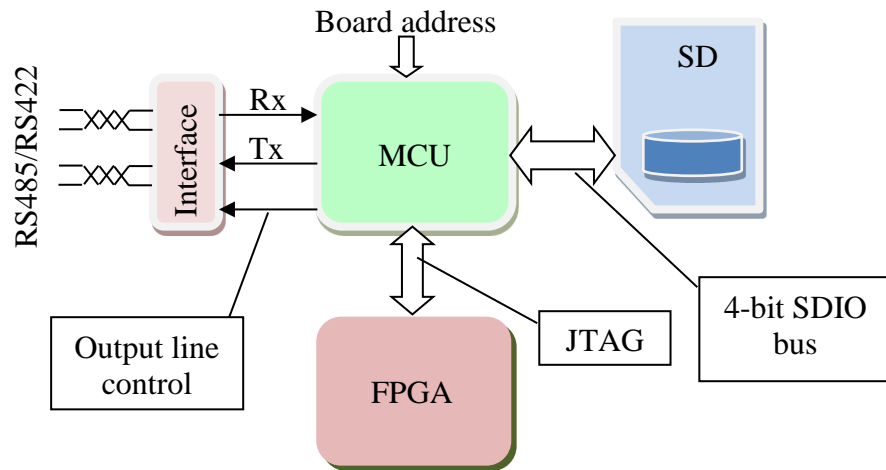 Board address
SD
RS485/RS422
Interface
Rx
Tx
MCU
Output line
control
FPGA
JTAG
4-bit SDIO
bus